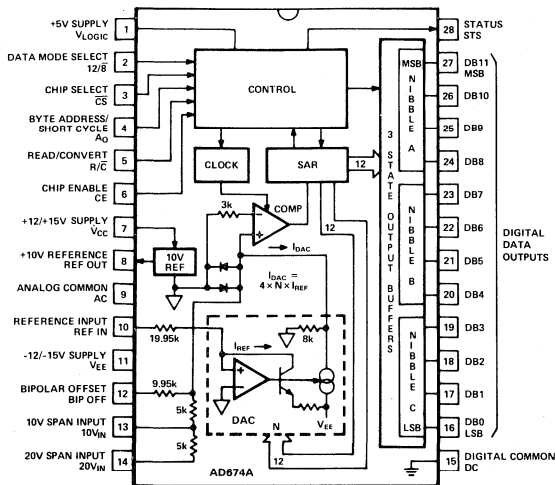 +5V SUPPLY
VLOGIC
1
DATA MODE SELECT
12/8
2
CHIP SELECT
CS
3
BYTE ADDRESS/
SHORT CYCLE
A0
4
READ/CONVERT
R/C
5
CHIP ENABLE
CE
6
+12/+15V SUPPLY
VCC
7
+10V REFERENCE
REF OUT
8
ANALOG COMMON
AC
9
REFERENCE INPUT
REF IN
10
-12/-15V SUPPLY
VEE
11
BIPOLAR OFFSET
BIP OFF
12
10V SPAN INPUT
10VIN
13
20V SPAN INPUT
20VIN
14
CONTROL
CLOCK
SAR
12
COMP
3k
12
IDAC
10V
REF
IDAC =
4 × N × IREF
19.95k
IREF
8k
9.95k
5k
5k
DAC
VEE
N
12
AD674A
3 STATE OUTPUT BUFFERS
MSB
NIBBLE A
NIBBLE B
NIBBLE C
LSB
28
STATUS
STS
27
DB11
MSB
26
DB10
25
DB9
24
DB8
23
DB7
22
DB6
21
DB5
20
DB4
19
DB3
18
DB2
17
DB1
16
DB0
LSB
15
DIGITAL COMMON
DC
DIGITAL
DATA
OUTPUTS